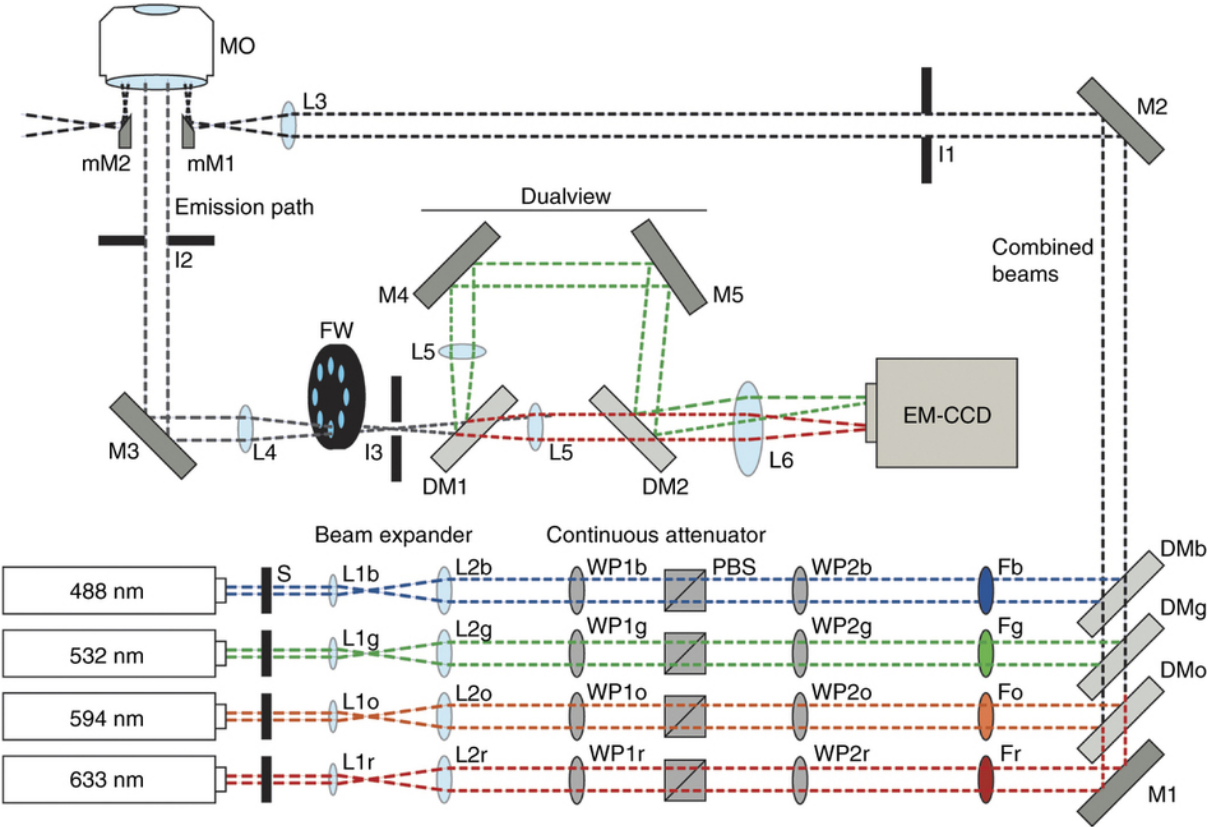 MO
L3
M2
mM2
mM1
I1
Emission path
Dualview
I2
Combined
beams
M4
M5
FW
L5
EM-CCD
M3
L4
I3
L5
L6
DM1
DM2
Beam expander
Continuous attenuator
DMb
488 nm
S
L1b
L2b
WP1b
PBS
WP2b
Fb
DMg
532 nm
L1g
L2g
WP1g
WP2g
Fg
DMo
594 nm
L1o
L2o
WP1o
WP2o
Fo
633 nm
L1r
L2r
WP1r
WP2r
Fr
M1